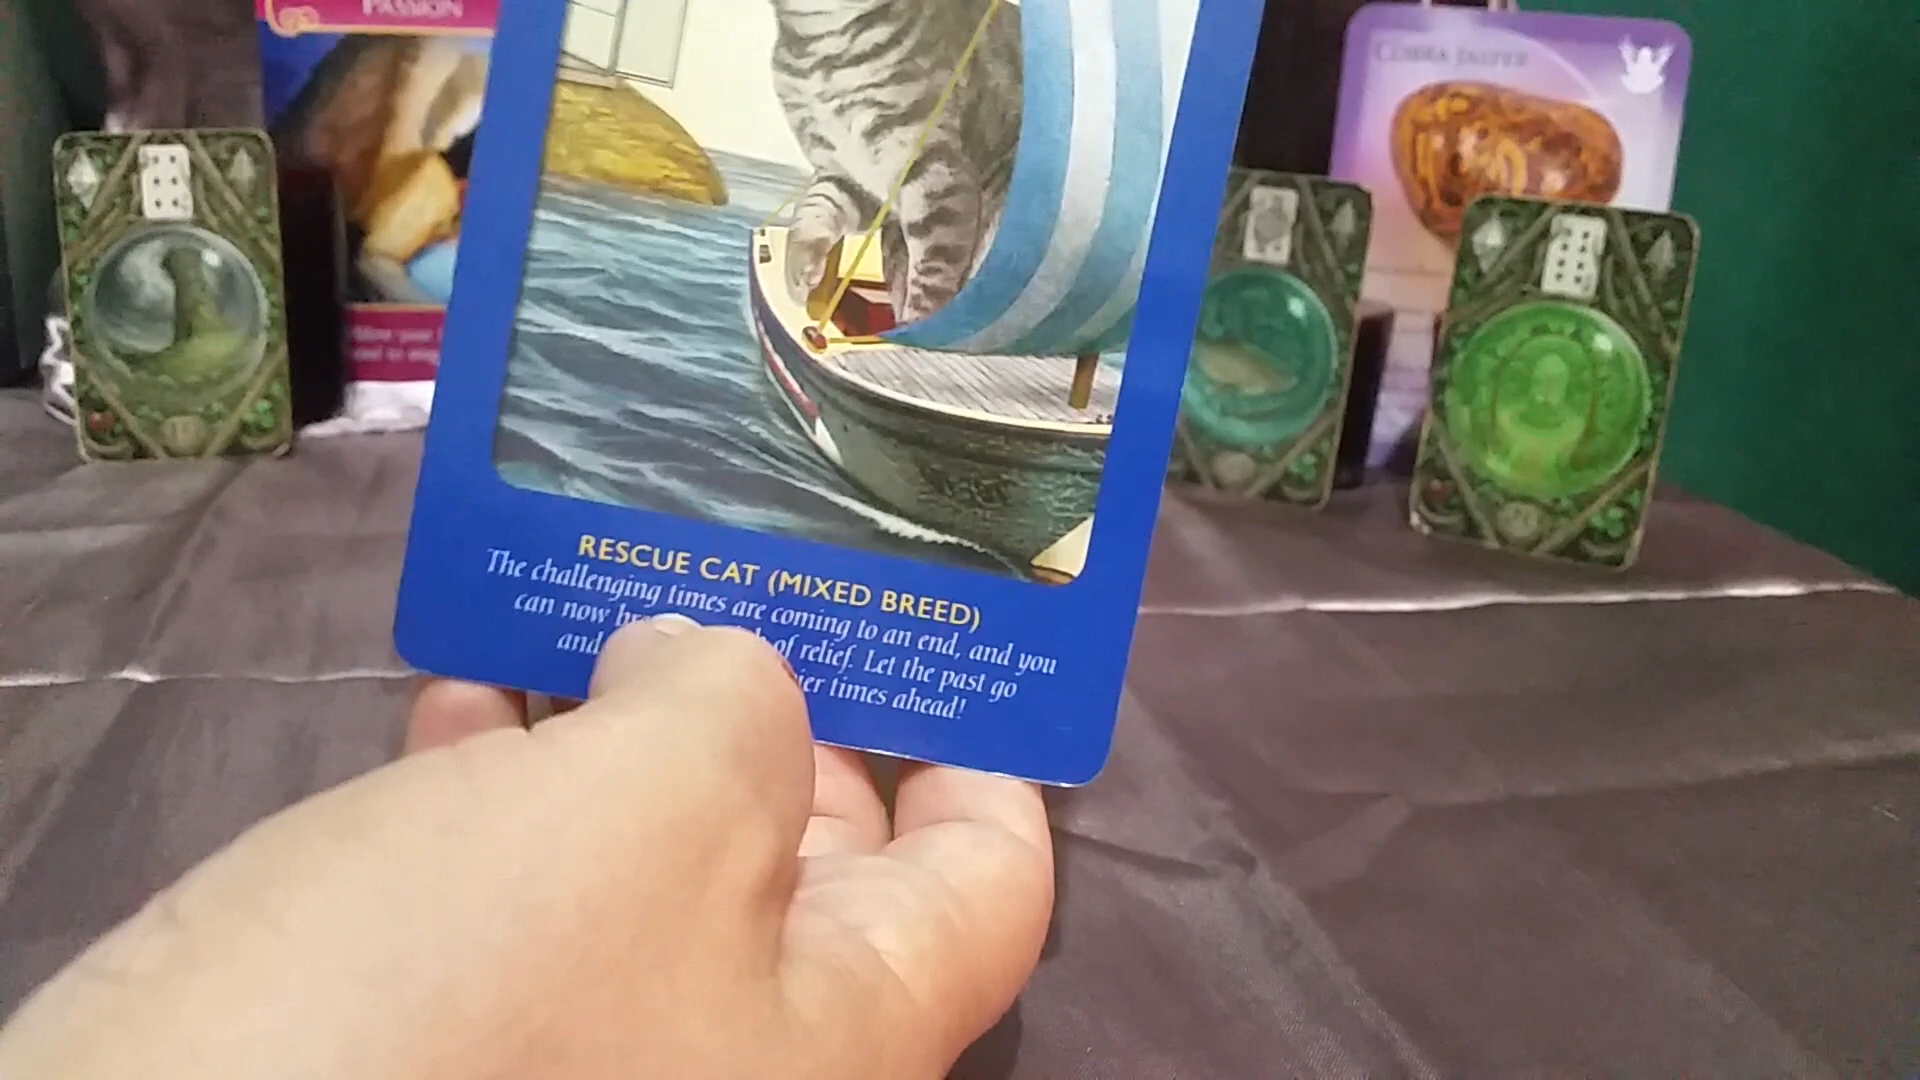 PASSION
COBRA JASPER
RESCUE CAT (MIXED BREED)
The challenging times are coming to an end, and you
can now of relief. Let the past go
and times ahead!